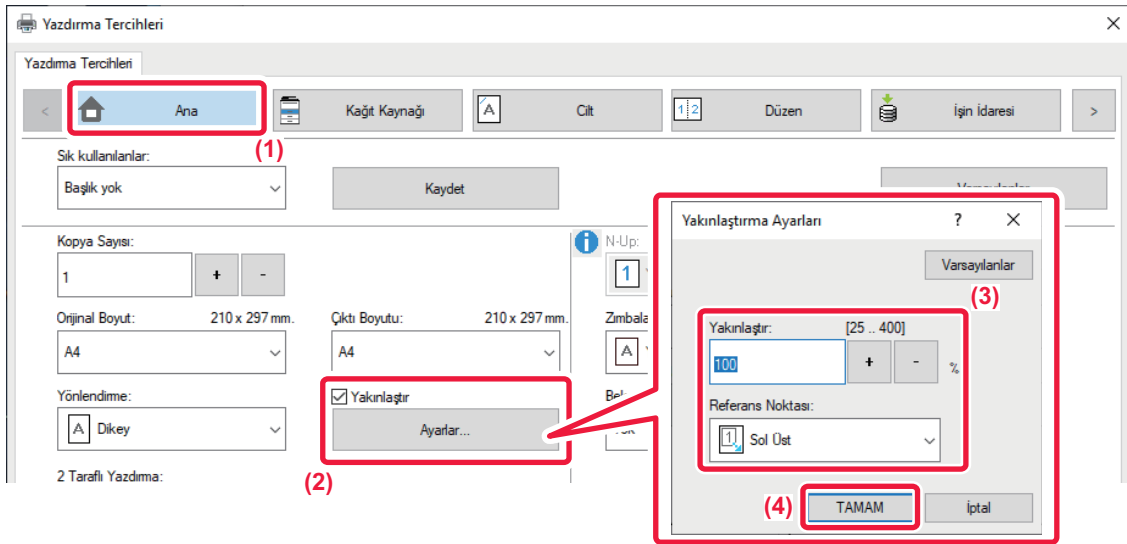 Yazdırma Tercihleri
Yazdırma Tercihleri
< Ana Kağıt Kaynağı Cilt Düzen İşin İdaresi >
(1)
Sık kullanılanlar:
Başlık yok Kaydet
Kopya Sayısı: N-Up:
1 + - 1
Orijinal Boyut: 210 x 297 mm. Çıktı Boyutu: 210 x 297 mm.
A4 A4 A
Yönlendirme: Yakınlaştır
A Dikey Ayarlar...
(2)
2 Taraflı Yazdırma:
Yakınlaştırma Ayarları ?
Varsayılanlar
(3)
Yakınlaştır: [25 .. 400]
100 + - %
Referans Noktası:
1 Sol Üst
(4) TAMAM İptal